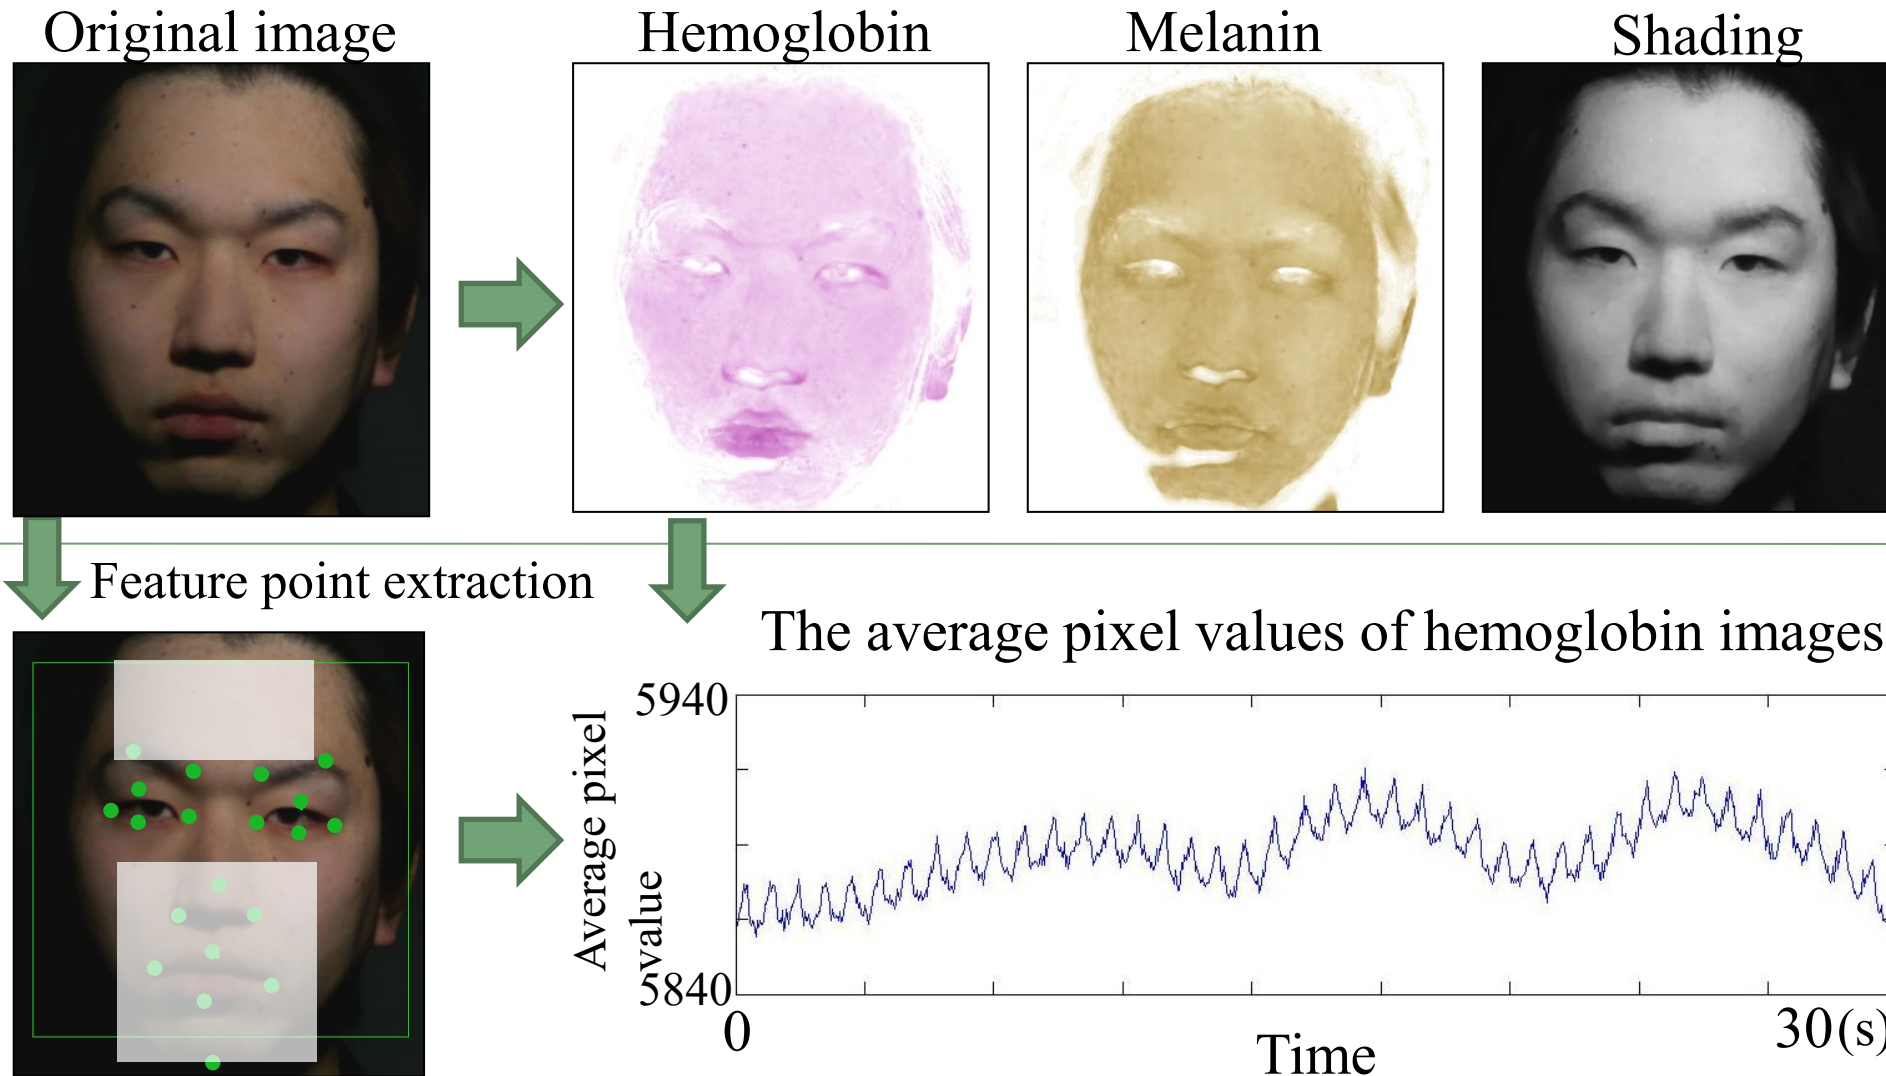 Original image
Hemoglobin
Melanin
Shading
Feature point extraction
The average pixel values of hemoglobin images
5940
Average pixel
value
5840
0
30(s)
Time